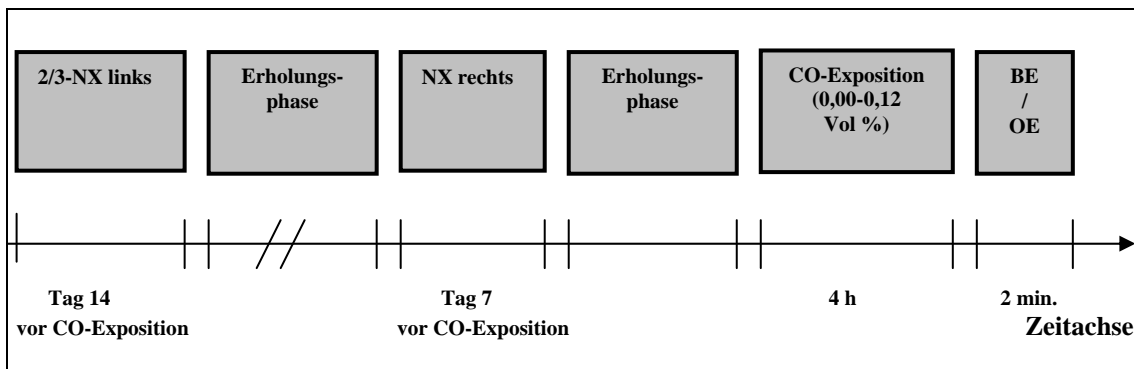 2/3-NX links
Erholungs-
phase
NX rechts
Erholungs-
phase
CO-Exposition
(0,00-0,12
Vol %)
BE
/
OE
Tag 14
vor CO-Exposition
Tag 7
vor CO-Exposition
4 h
2 min.
Zeitachse